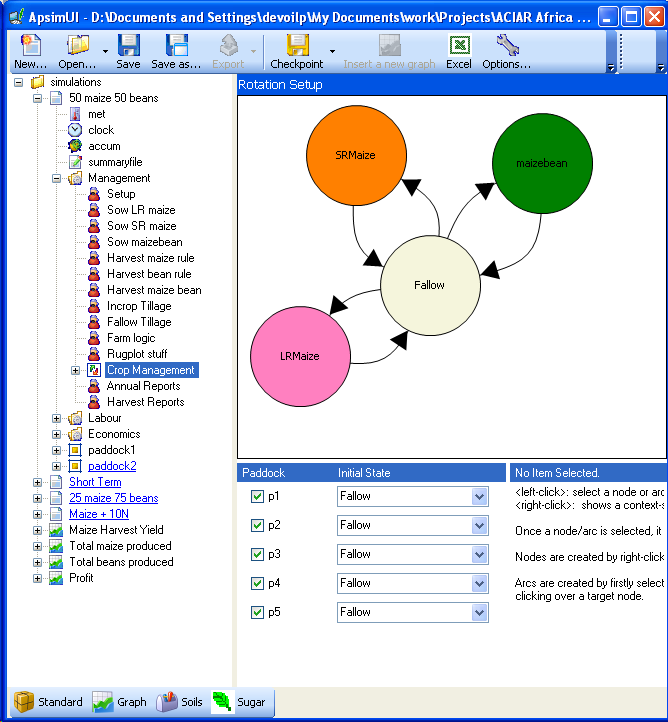 ApsimUI - D:\Documents and Settings\devoilp\My Documents\work\Projects\ACIAR Africa ...
New... Open... Save Save as... Export Checkpoint Insert a new graph Excel Options...
simulations
50 maize 50 beans
met
clock
accum
summaryfile
Management
Setup
Sow LR maize
Sow SR maize
Sow maizebean
Harvest maize rule
Harvest bean rule
Harvest maize bean
Incrop Tillage
Fallow Tillage
Farm logic
Rugplot stuff
Crop Management
Annual Reports
Harvest Reports
Labour
Economics
paddock1
paddock2
Short Term
25 maize 75 beans
Maize + 10N
Maize Harvest Yield
Total maize produced
Total beans produced
Profit
Rotation Setup
SRMaize
maizebean
Fallow
LRMaize
Paddock Initial State
p1 Fallow
p2 Fallow
p3 Fallow
p4 Fallow
p5 Fallow
No Item Selected.
<left-click>: select a node or arc
<right-click>: shows a context-s
Once a node/arc is selected, it
Nodes are created by right-click
Arcs are created by firstly select
clicking over a target node.
Standard Graph Soils Sugar